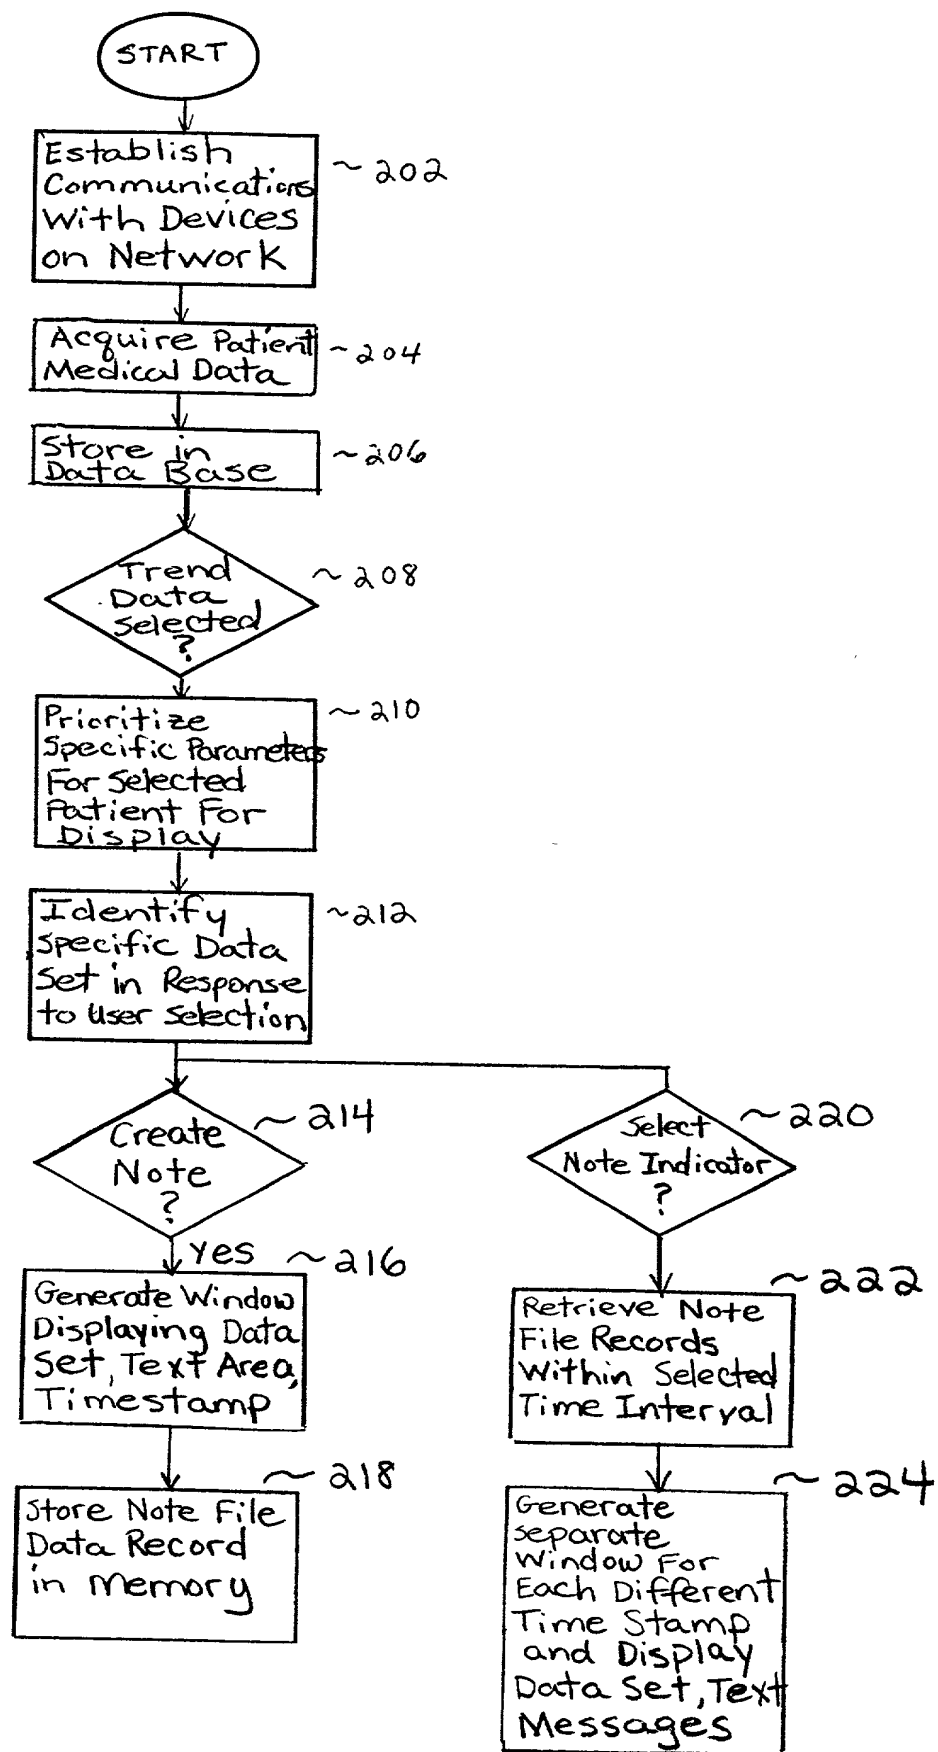 START
Establish
Communications
With Devices
on Network
~202
Acquire Patient
Medical Data
~204
Store in
Data Base
~206
Trend
Data
Selected
?
~208
Prioritize
Specific Parameters
For Selected
Patient For
Display
~210
Identify
Specific Data
Set in Response
to User Selection
~212
Create
Note
?
~214
Yes
Generate Window
Displaying Data
Set, Text Area,
Timestamp
~216
Store Note File
Data Record
in Memory
~218
Select
Note Indicator
?
~220
Retrieve Note
File Records
Within Selected
Time Interval
~222
Generate
Separate
Window For
Each Different
Time Stamp
and Display
Data Set, Text
Messages
~224